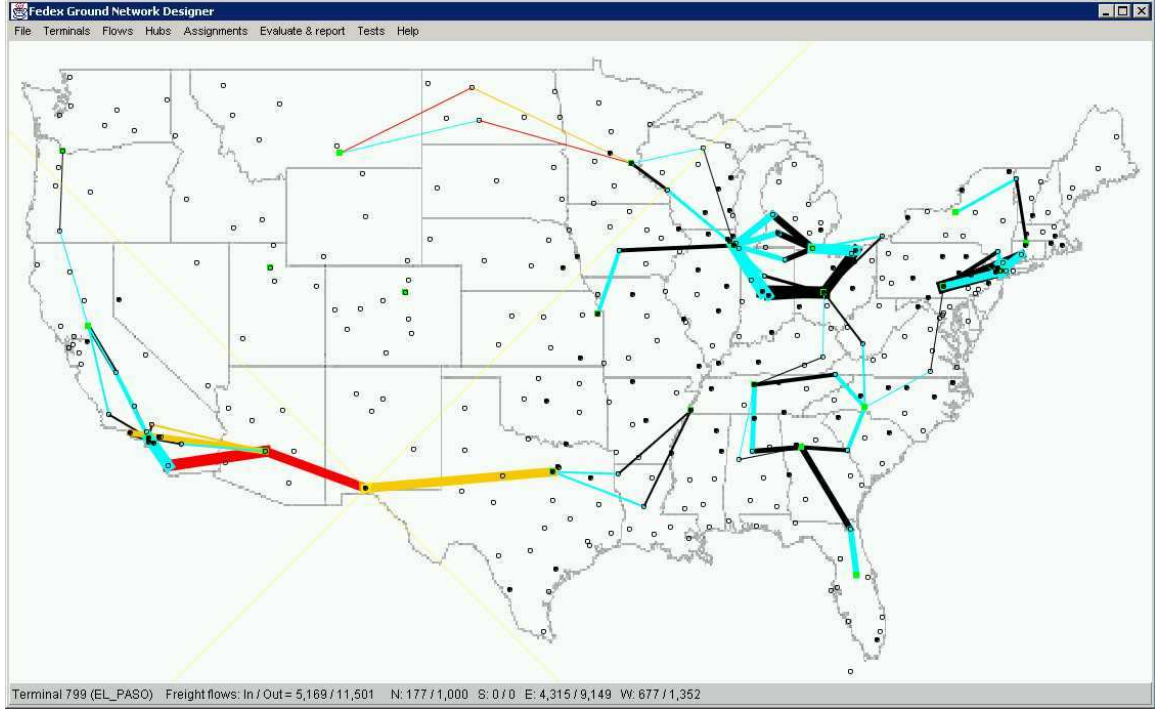 Fedex Ground Network Designer
File Terminals Flows Hubs Assignments Evaluate & report Tests Help
Terminal 799 (EL_PASO) Freight flows: In / Out = 5,169 / 11,501 N: 177 / 1,000 S: 0 / 0 E: 4,315 / 9,149 W: 677 / 1,352